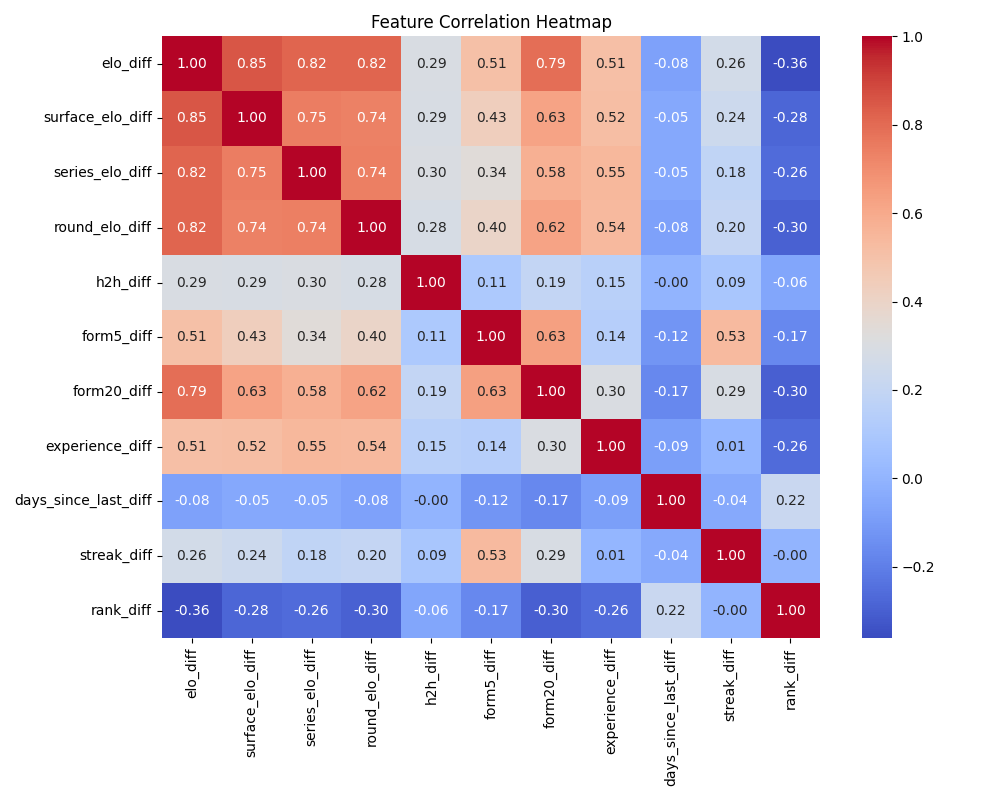 Feature Correlation Heatmap
elo_diff 1.00 0.85 0.82 0.82 0.29 0.51 0.79 0.51 -0.08 0.26 -0.36
surface_elo_diff 0.85 1.00 0.75 0.74 0.29 0.43 0.63 0.52 -0.05 0.24 -0.28
series_elo_diff 0.82 0.75 1.00 0.74 0.30 0.34 0.58 0.55 -0.05 0.18 -0.26
round_elo_diff 0.82 0.74 0.74 1.00 0.28 0.40 0.62 0.54 -0.08 0.20 -0.30
h2h_diff 0.29 0.29 0.30 0.28 1.00 0.11 0.19 0.15 -0.00 0.09 -0.06
form5_diff 0.51 0.43 0.34 0.40 0.11 1.00 0.63 0.14 -0.12 0.53 -0.17
form20_diff 0.79 0.63 0.58 0.62 0.19 0.63 1.00 0.30 -0.17 0.29 -0.30
experience_diff 0.51 0.52 0.55 0.54 0.15 0.14 0.30 1.00 -0.09 0.01 -0.26
days_since_last_diff -0.08 -0.05 -0.05 -0.08 -0.00 -0.12 -0.17 -0.09 1.00 -0.04 0.22
streak_diff 0.26 0.24 0.18 0.20 0.09 0.53 0.29 0.01 -0.04 1.00 -0.00
rank_diff -0.36 -0.28 -0.26 -0.30 -0.06 -0.17 -0.30 -0.26 0.22 -0.00 1.00
elo_diff
surface_elo_diff
series_elo_diff
round_elo_diff
h2h_diff
form5_diff
form20_diff
experience_diff
days_since_last_diff
streak_diff
rank_diff
1.0
0.8
0.6
0.4
0.2
0.0
−0.2